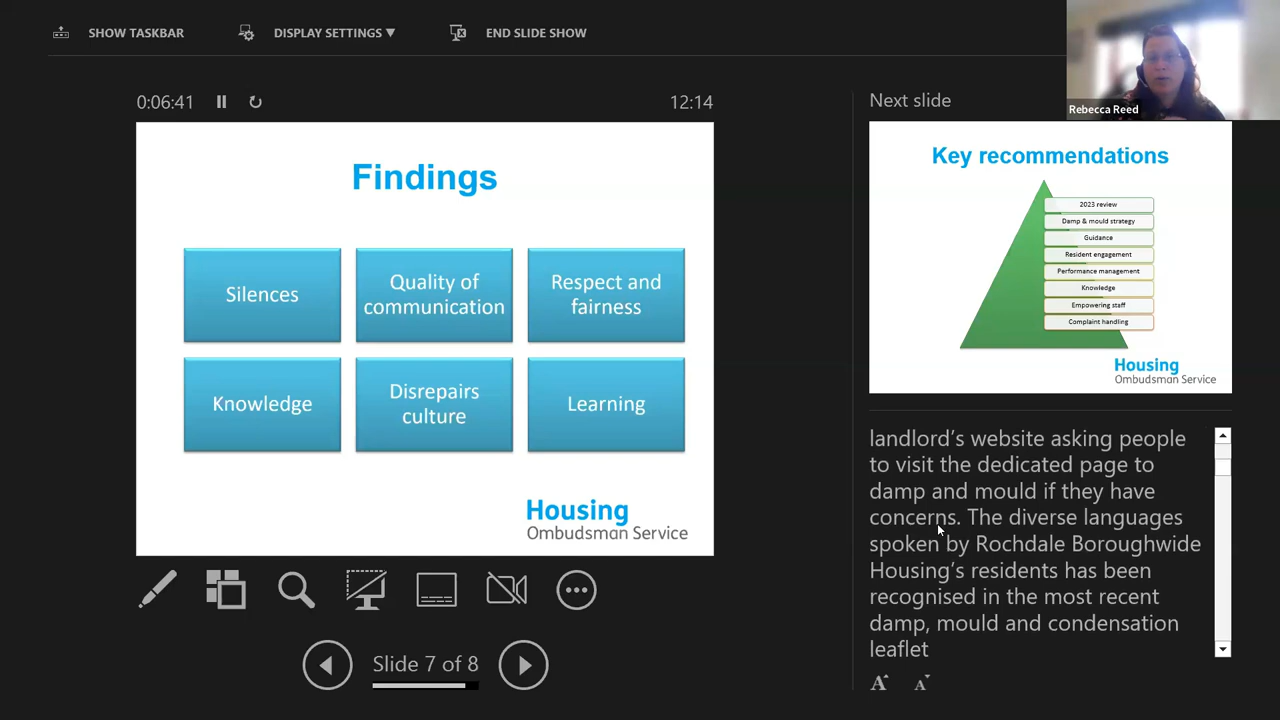 SHOW TASKBAR
DISPLAY SETTINGS ▼
END SLIDE SHOW
Rebecca Reed
0:06:41
12:14
Findings
Silences
Quality of
communication
Respect and
fairness
Knowledge
Disrepairs
culture
Learning
Housing
Ombudsman Service
Slide 7 of 8
Next slide
Key recommendations
2023 review
Damp & mould strategy
Guidance
Resident engagement
Performance management
Knowledge
Empowering staff
Complaint handling
Housing
Ombudsman Service
landlord’s website asking people
to visit the dedicated page to
damp and mould if they have
concerns. The diverse languages
spoken by Rochdale Boroughwide
Housing’s residents has been
recognised in the most recent
damp, mould and condensation
leaflet
A A